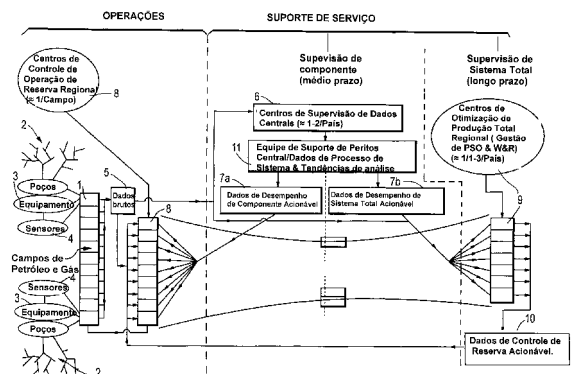 OPERAÇÕES
SUPORTE DE SERVIÇO
Centros de
Controle de
Operação de
Reserva Regional
(≈ 1/Campo)
8
Supevisão de
componente
(médio prazo)
Supervisão de
Sistema Total
(longo prazo)
6
Centros de Supervisão de Dados
Centrais (≈ 1-2/País)
11
Equipe de Suporte de Peritos
Central/Dados de Processo de
Sistema & Tendências de análise
Centros de
Otimização de
Produção Total
Regional ( Gestão
de PSO & W&R)
(≈ 1/1-3/País)
2
Poços
3
Equipamento
Sensores
4
1
5
Dados
brutos
7a
Dados de Desempenho
de Componente Acionável
7b
Dados de Desempenho de
Sistema Total Acionável
8
9
Campos de
Petróleo e Gás
4
Sensores
3
Equipamento
Poços
2
10
Dados de Controle de
Reserva Acionável.